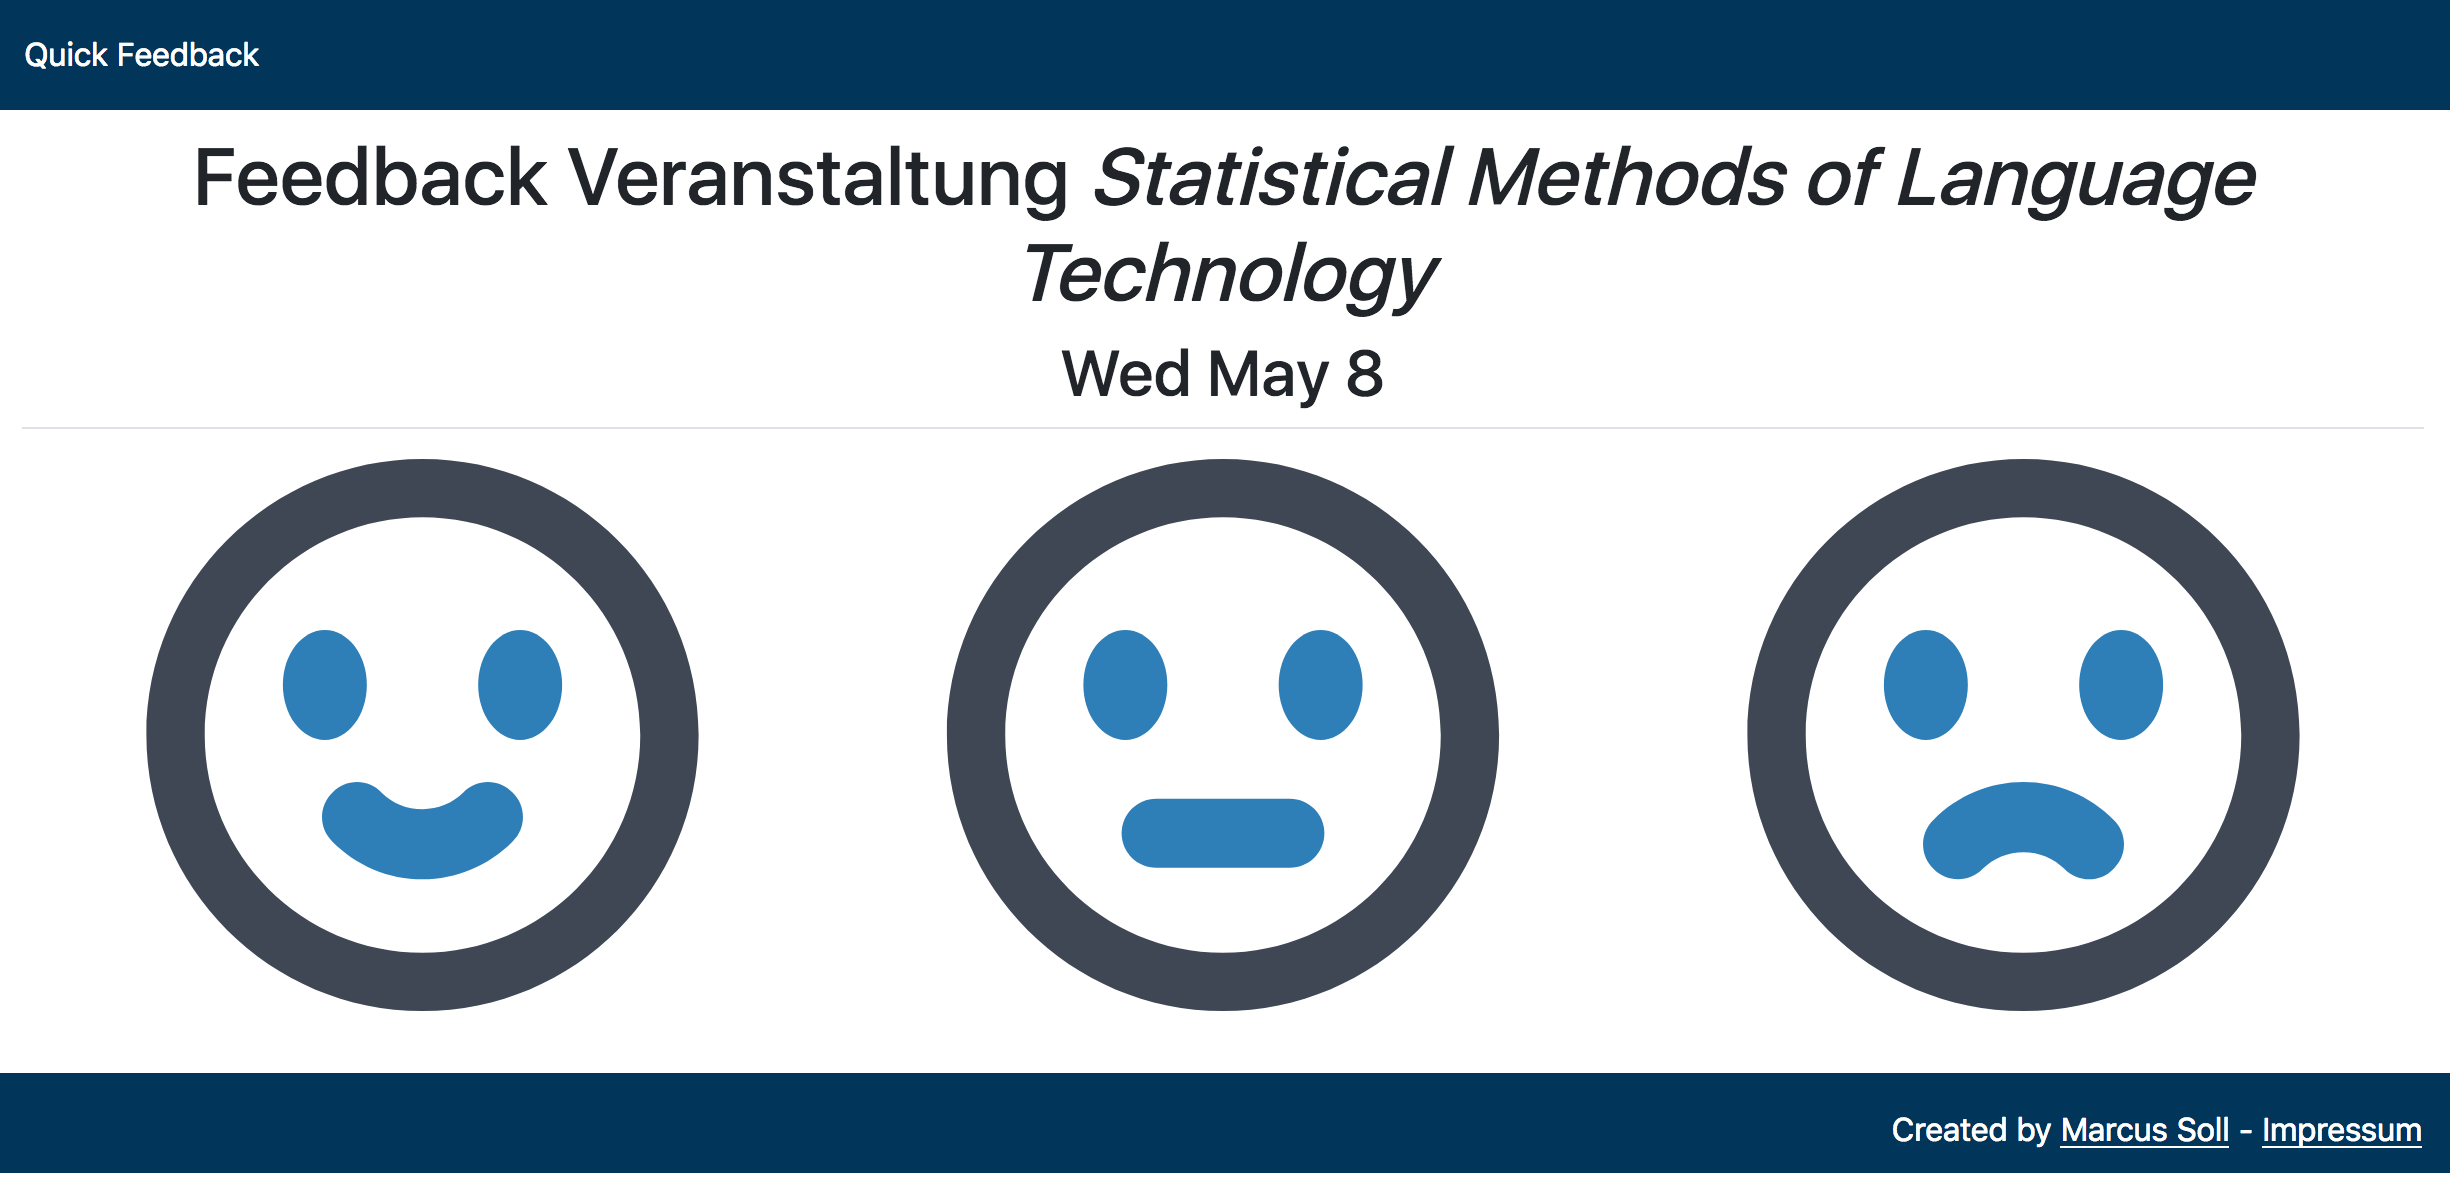 Quick Feedback
Feedback Veranstaltung Statistical Methods of Language
Technology
Wed May 8
Created by Marcus Soll - Impressum